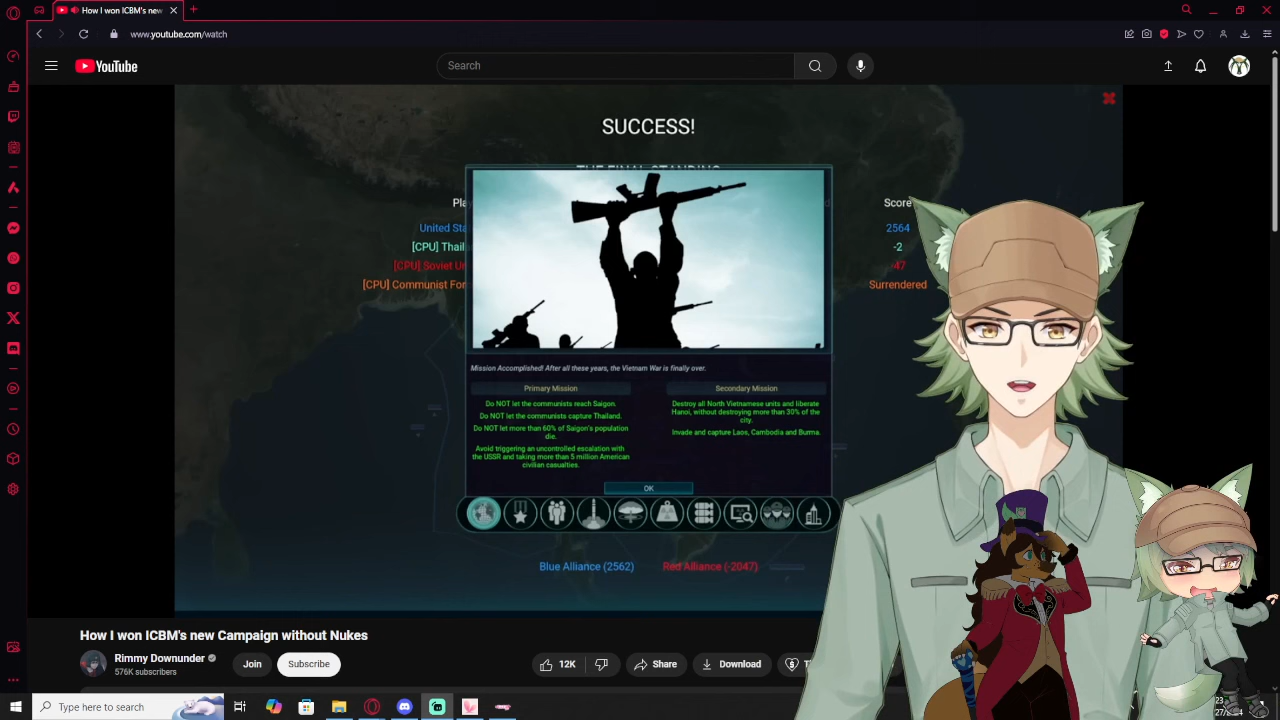 How I won ICBM's new
www.youtube.com/watch
YouTube
Search
SUCCESS!
THE FINAL STANDING
Score
United Sta
2564
[CPU] Thail
-2
[CPU] Soviet Un
-47
[CPU] Communist For
Surrendered
Mission Accomplished! After all these years, the Vietnam War is finally over.
Primary Mission
Do NOT let the communists reach Saigon.
Do NOT let the communists capture Thailand.
Do NOT let more than 60% of Saigon's population
die.
Avoid triggering an uncontrolled escalation with
the USSR and taking more than 5 million American
civilian casualties.
Secondary Mission
Destroy all North Vietnamese units and liberate
Hanoi, without destroying more than 30% of the
city.
Invade and capture Laos, Cambodia and Burma.
OK
Blue Alliance (2562)
Red Alliance (-2047)
How I won ICBM's new Campaign without Nukes
Rimmy Downunder
576K subscribers
Join
Subscribe
12K
Share
Download
Type here to search